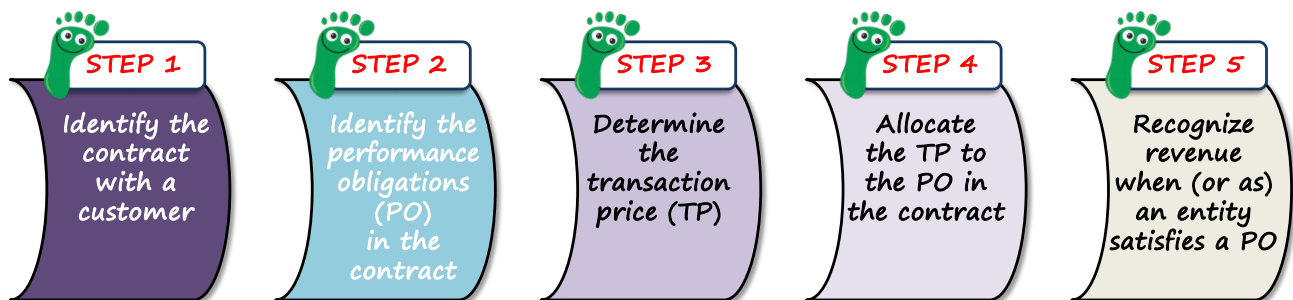 STEP 1
Identify the
contract
with a
customer
STEP 2
Identify the
performance
obligations
(PO)
in the
contract
STEP 3
Determine
the
transaction
price (TP)
STEP 4
Allocate
the TP to
the PO in
the contract
STEP 5
Recognize
revenue
when (or as)
an entity
satisfies a PO